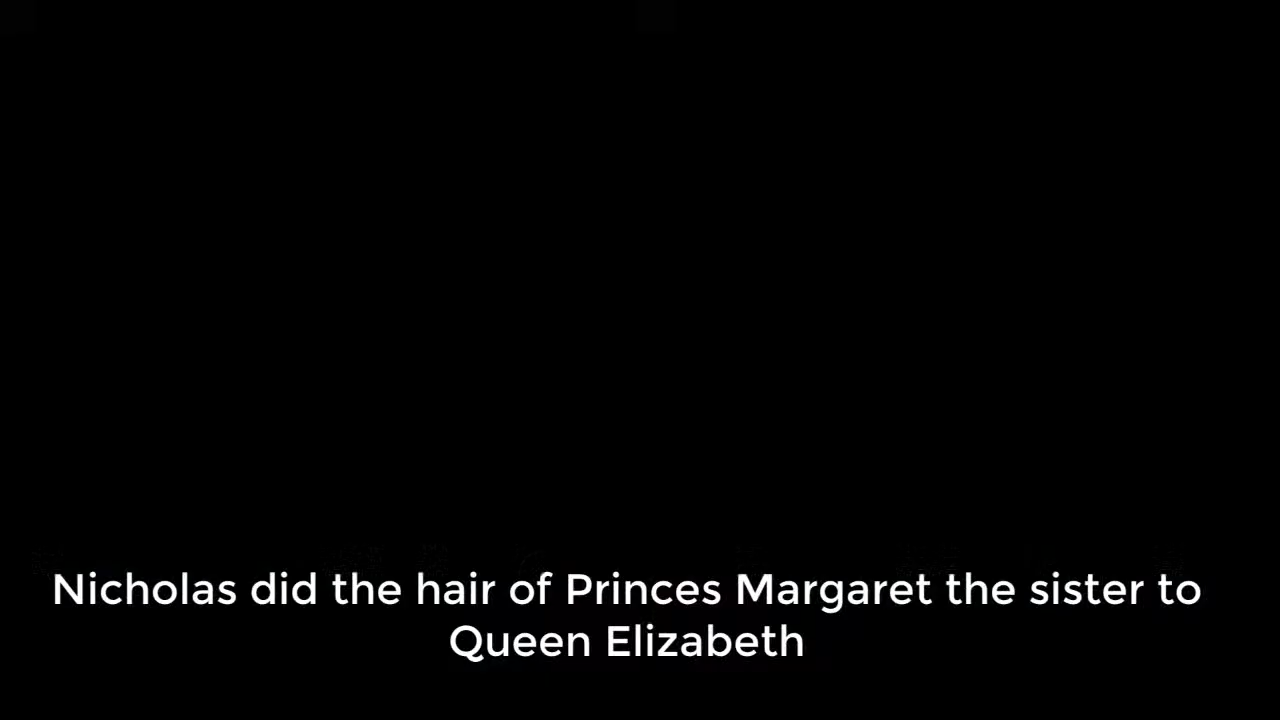 Nicholas did the hair of Princes Margaret the sister to
Queen Elizabeth